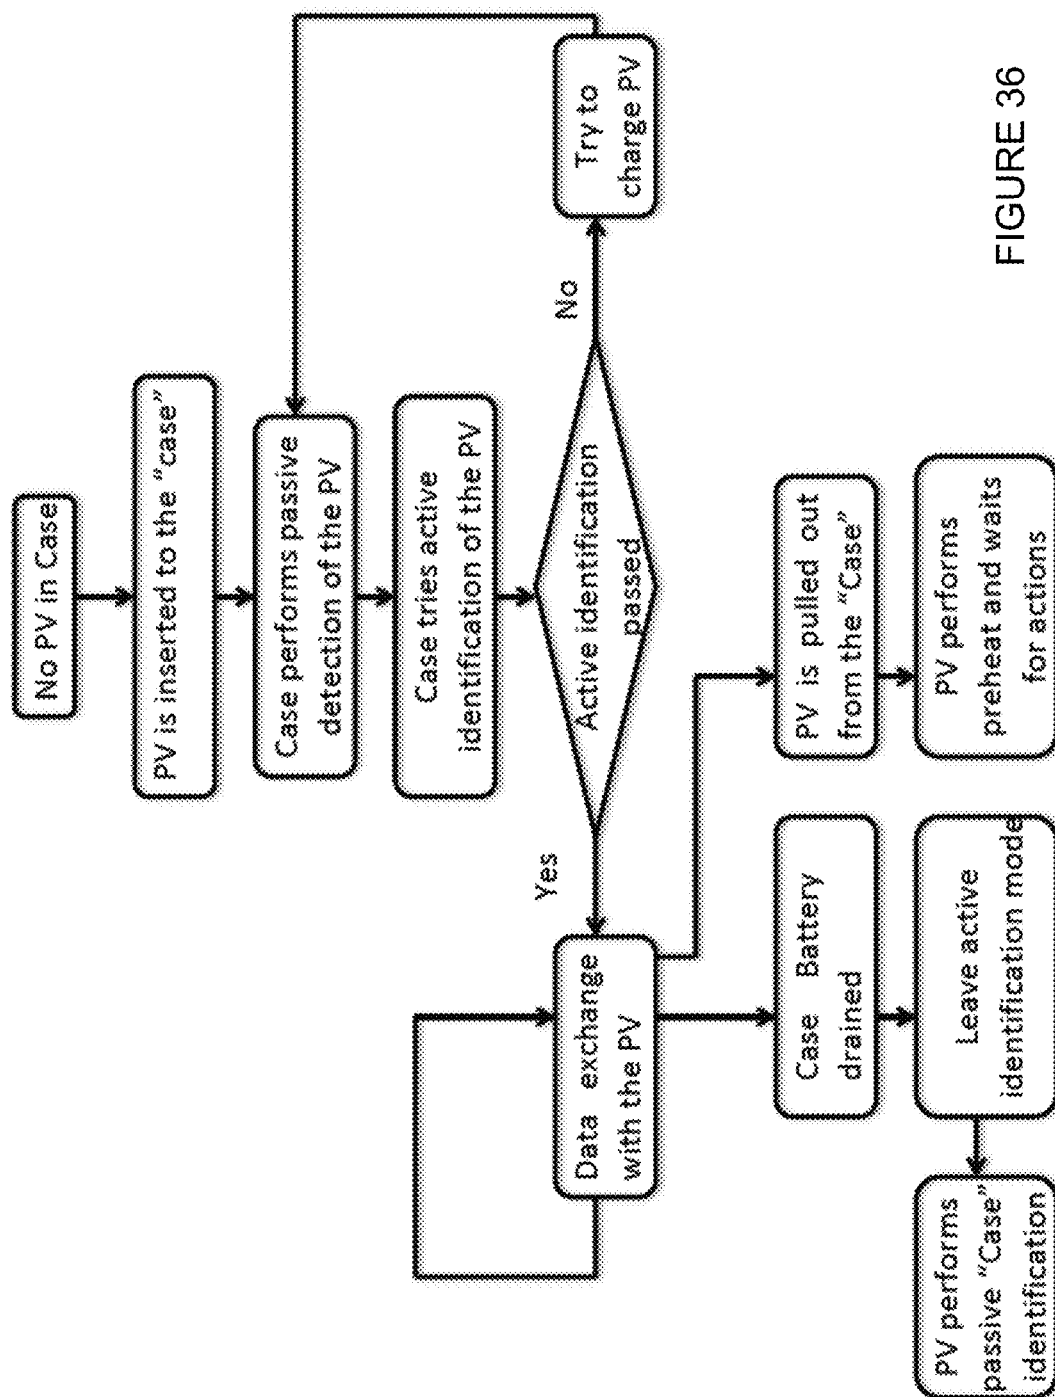 No PV in Case
PV is inserted to the “case”
Case performs passive
detection of the PV
Case tries active
identification of the PV
Active identification
passed
Yes
No
Try to
charge PV
Data exchange
with the PV
Case Battery
drained
PV is pulled out
from the “Case”
PV performs
passive “Case”
identification
Leave active
identification mode
PV performs
preheat and waits
for actions
FIGURE 36